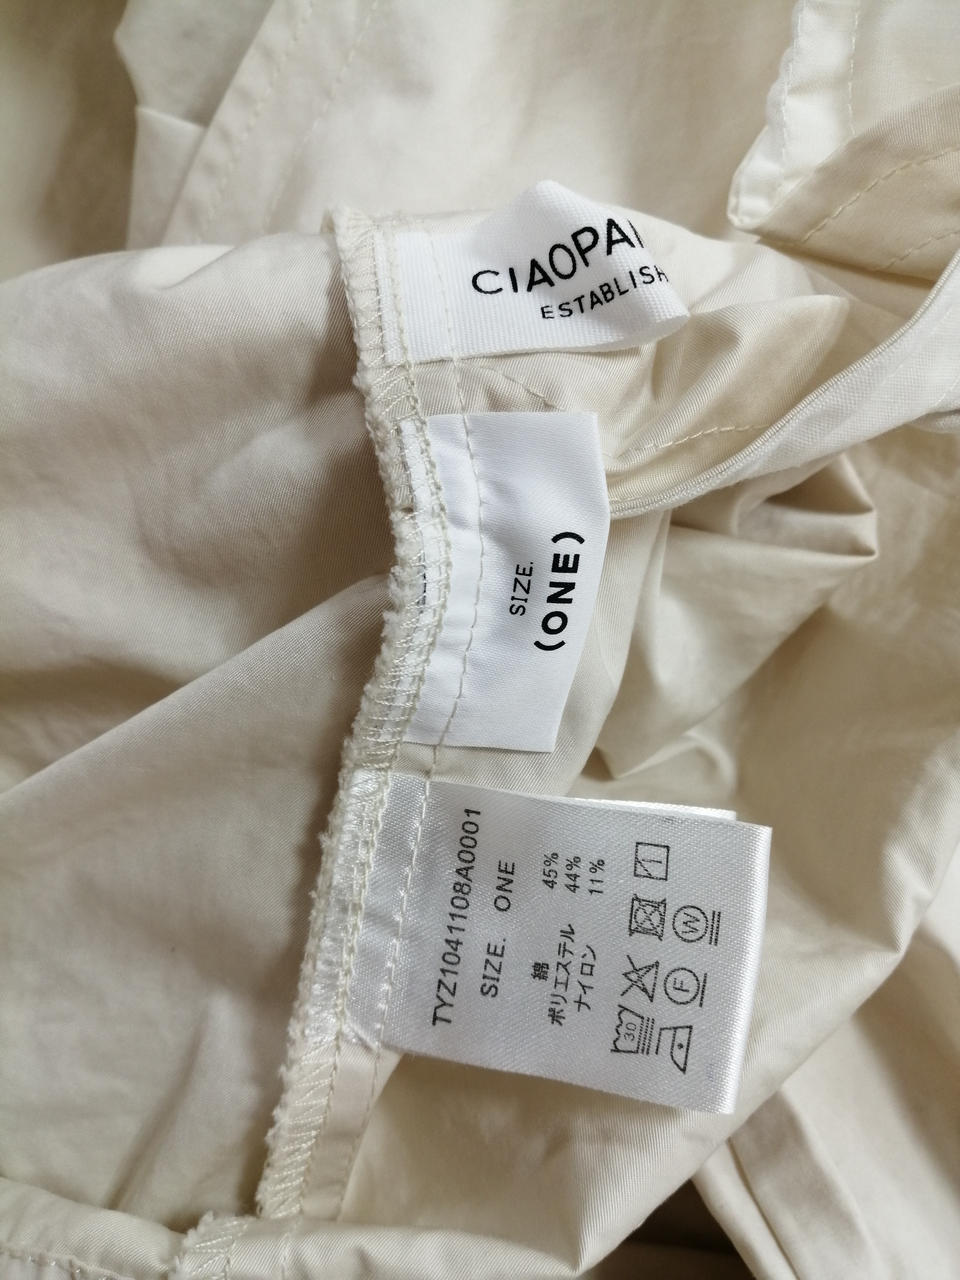 CIAOPA
ESTABLISH
SIZE.
(ONE)
TYZ1041108A0001
SIZE. ONE
綿 45%
ポリエステル 44%
ナイロン 11%
30
F
W